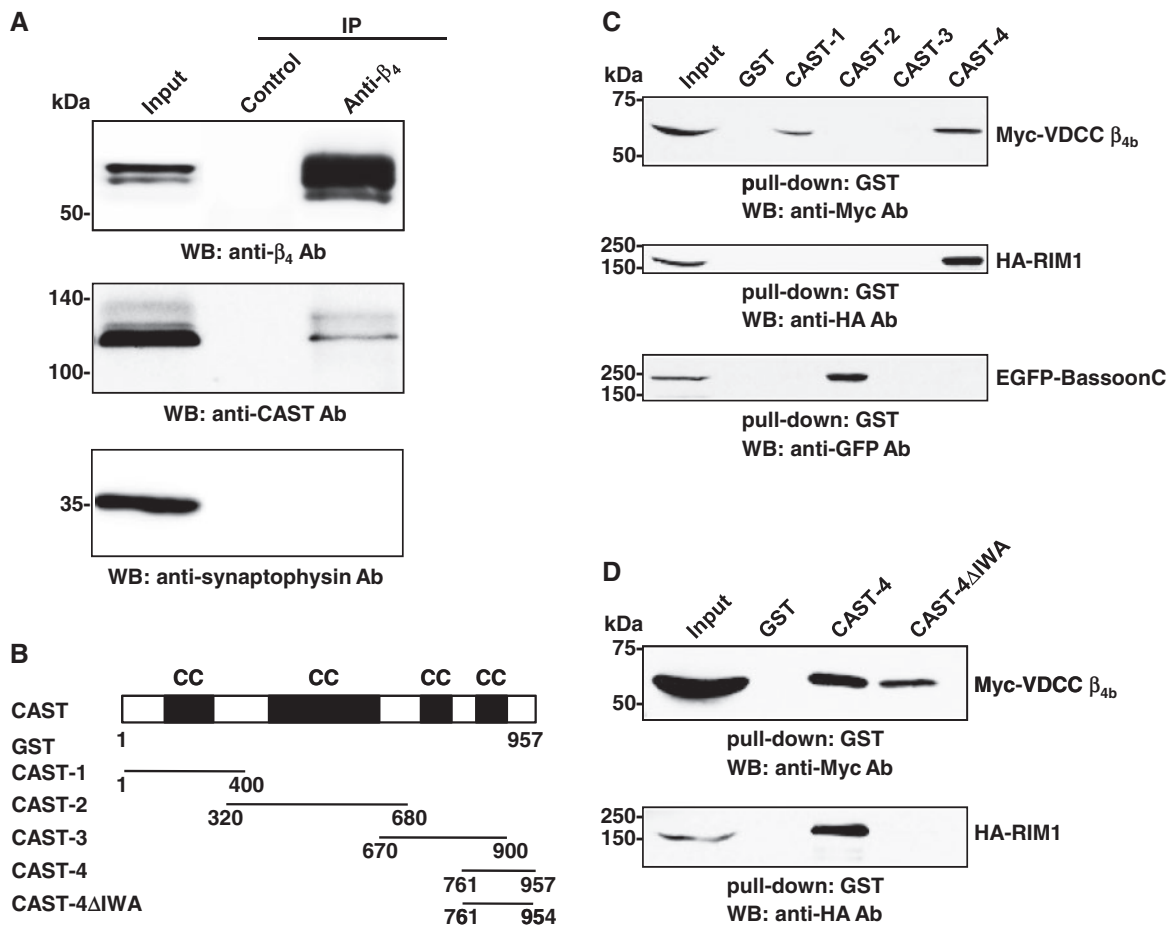 A
IP
kDa
Input
Control
Anti-β4
50-
WB: anti-β4 Ab
140-
100-
WB: anti-CAST Ab
35-
WB: anti-synaptophysin Ab
B
CC CC CC CC
CAST
GST 1 957
CAST-1 1 400
CAST-2 320 680
CAST-3 670 900
CAST-4 761 957
CAST-4ΔIWA 761 954
C
kDa
Input
GST
CAST-1
CAST-2
CAST-3
CAST-4
75-
50-
Myc-VDCC β4b
pull-down: GST
WB: anti-Myc Ab
250-
150-
HA-RIM1
pull-down: GST
WB: anti-HA Ab
250-
150-
EGFP-BassoonC
pull-down: GST
WB: anti-GFP Ab
D
kDa
Input
GST
CAST-4
CAST-4ΔIWA
75-
50-
Myc-VDCC β4b
pull-down: GST
WB: anti-Myc Ab
250-
150-
HA-RIM1
pull-down: GST
WB: anti-HA Ab